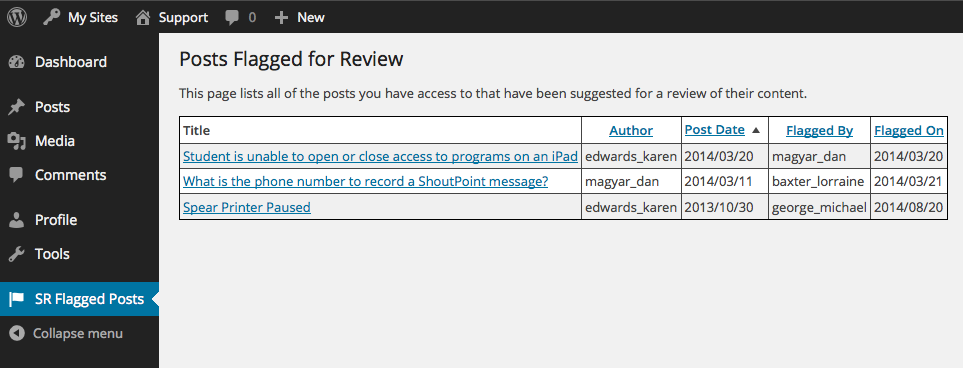 My Sites Support 0 New
Dashboard
Posts
Media
Comments
Profile
Tools
SR Flagged Posts
Collapse menu
Posts Flagged for Review
This page lists all of the posts you have access to that have been suggested for a review of their content.
Title Author Post Date Flagged By Flagged On
Student is unable to open or close access to programs on an iPad edwards_karen 2014/03/20 magyar_dan 2014/03/20
What is the phone number to record a ShoutPoint message? magyar_dan 2014/03/11 baxter_lorraine 2014/03/21
Spear Printer Paused edwards_karen 2013/10/30 george_michael 2014/08/20